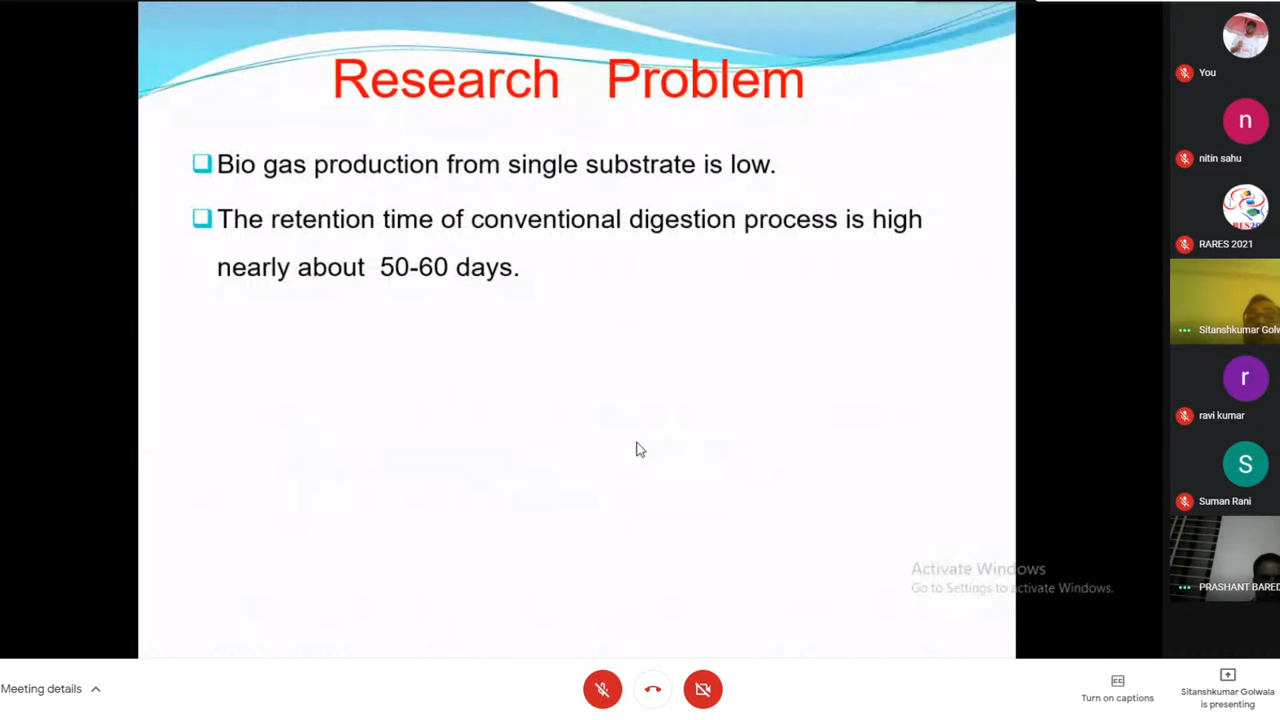 Research Problem
Bio gas production from single substrate is low.
The retention time of conventional digestion process is high
nearly about 50-60 days.
Activate Windows
Go to Settings to activate Windows.
You
n
nitin sahu
RARES 2021
Sitanshkumar Golw
r
ravi kumar
S
Suman Rani
PRASHANT BARED
Meeting details
Turn on captions
Sitanshkumar Golwala
is presenting